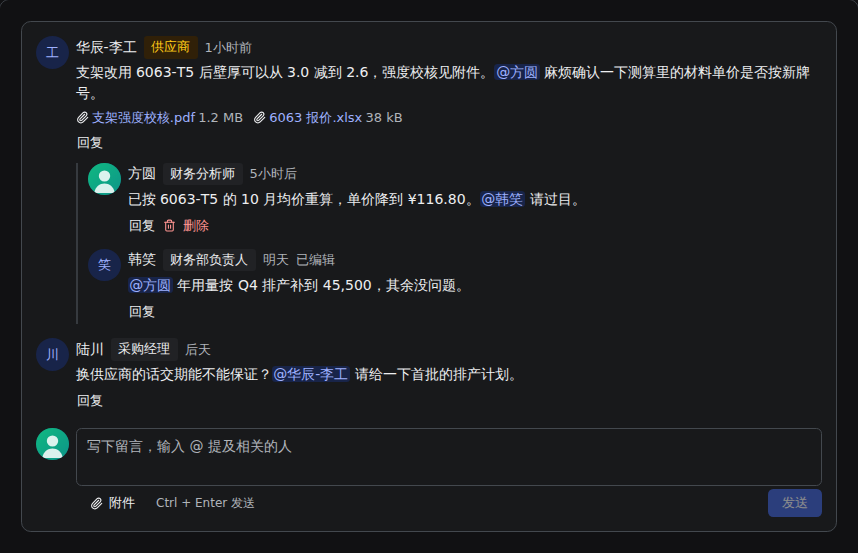 工 华辰-李工 供应商 1小时前
支架改用 6063-T5 后壁厚可以从 3.0 减到 2.6，强度校核见附件。@方圆 麻烦确认一下测算里的材料单价是否按新牌
号。
支架强度校核.pdf 1.2 MB 6063 报价.xlsx 38 kB
回复
方圆 财务分析师 5小时后
已按 6063-T5 的 10 月均价重算，单价降到 ¥116.80。@韩笑 请过目。
回复 删除
笑 韩笑 财务部负责人 明天 已编辑
@方圆 年用量按 Q4 排产补到 45,500，其余没问题。
回复
川 陆川 采购经理 后天
换供应商的话交期能不能保证？@华辰-李工 请给一下首批的排产计划。
回复
写下留言，输入 @ 提及相关的人
附件 Ctrl + Enter 发送 发送